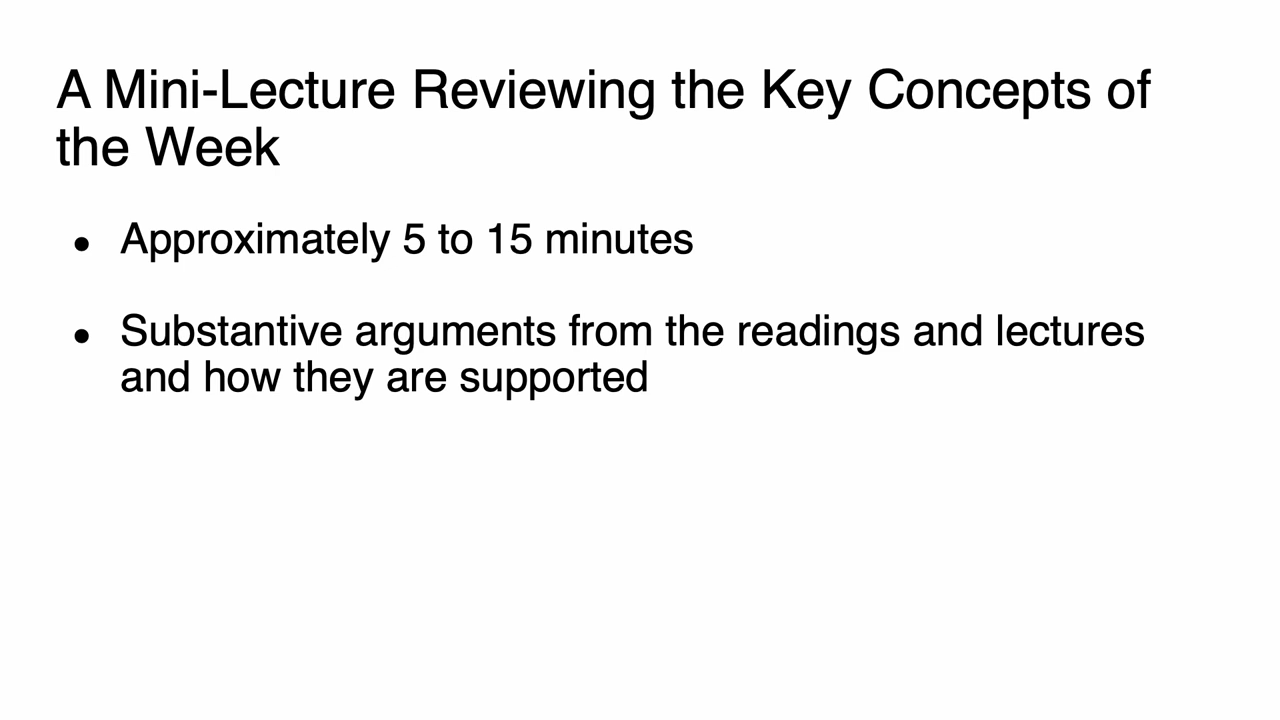 A Mini-Lecture Reviewing the Key Concepts of
the Week
● Approximately 5 to 15 minutes
● Substantive arguments from the readings and lectures
and how they are supported